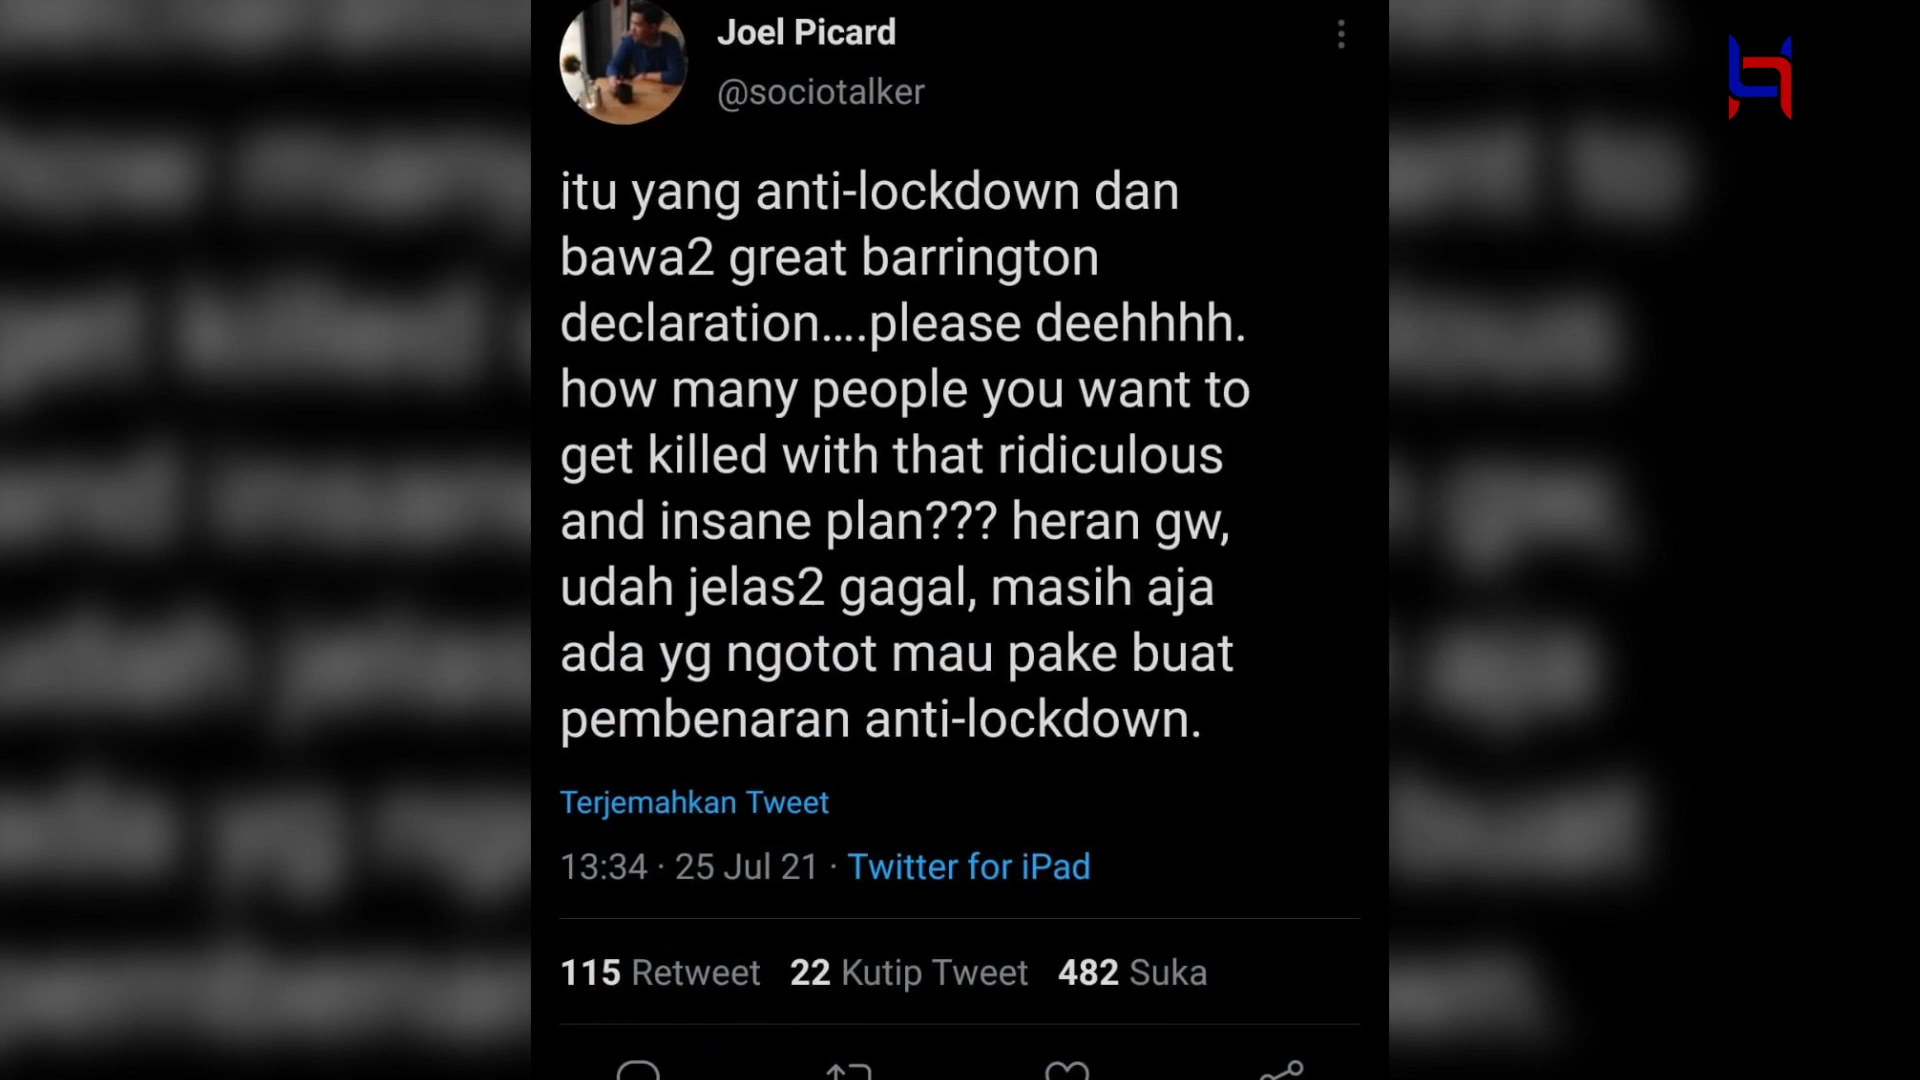 Joel Picard
@sociotalker
itu yang anti-lockdown dan
bawa2 great barrington
declaration....please deehhhh.
how many people you want to
get killed with that ridiculous
and insane plan??? heran gw,
udah jelas2 gagal, masih aja
ada yg ngotot mau pake buat
pembenaran anti-lockdown.
Terjemahkan Tweet
13:34 · 25 Jul 21 · Twitter for iPad
115 Retweet 22 Kutip Tweet 482 Suka